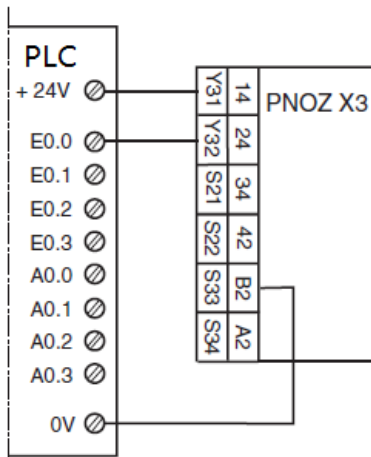 PLC
+ 24V
E0.0
E0.1
E0.2
E0.3
A0.0
A0.1
A0.2
A0.3
0V
Y31 14
Y32 24
S21 34
S22 42
S33 B2
S34 A2
PNOZ X3